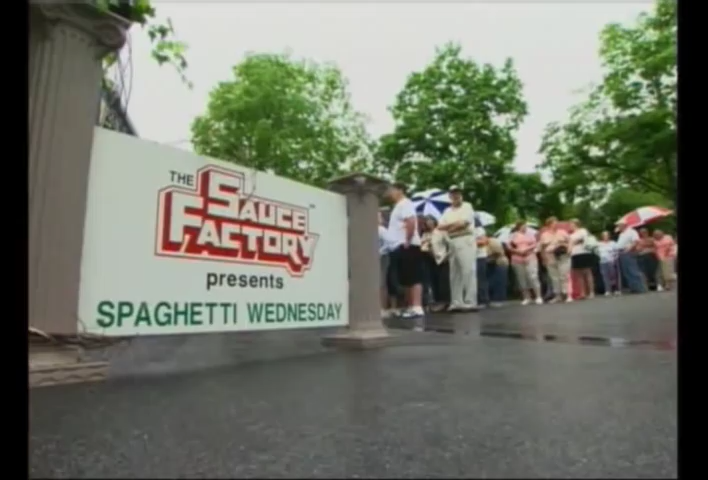 THE
SAUCE
FACTORY
presents
SPAGHETTI WEDNESDAY